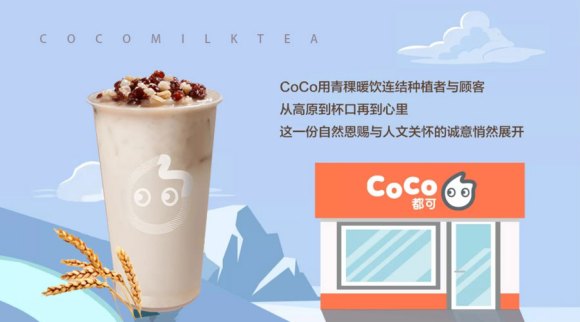 COCOMILKTEA
CoCo用青稞暖饮连结种植者与顾客
从高原到杯口再到心里
这一份自然恩赐与人文关怀的诚意悄然展开
CoCo
都可